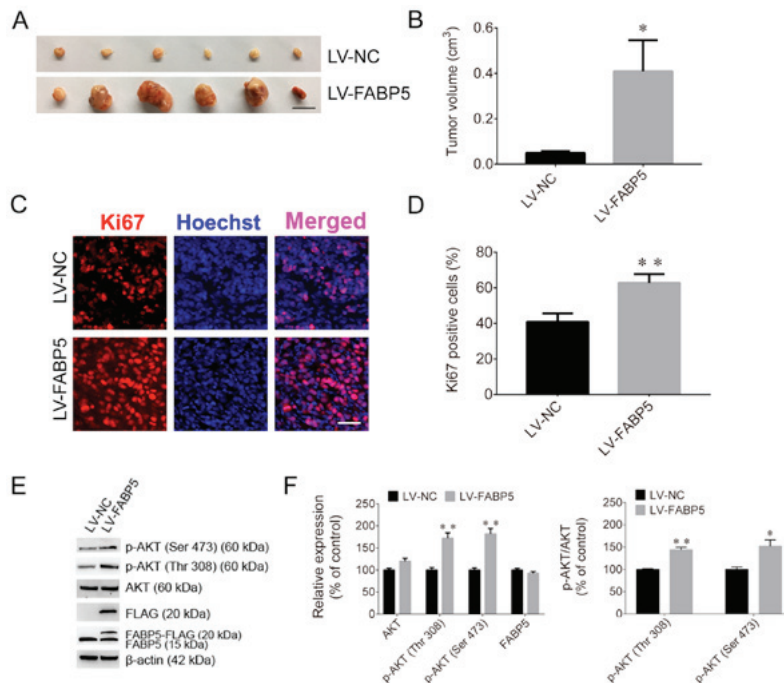 A
LV-NC
LV-FABP5
B
Tumor volume (cm3)
0.6
0.4
0.2
0.0
*
LV-NC
LV-FABP5
C
Ki67
Hoechst
Merged
LV-NC
LV-FABP5
D
Ki67 positive cells (%)
80
60
40
20
0
**
LV-NC
LV-FABP5
E
LV-NC
LV-FABP5
p-AKT (Ser 473) (60 kDa)
p-AKT (Thr 308) (60 kDa)
AKT (60 kDa)
FLAG (20 kDa)
FABP5-FLAG (20 kDa)
FABP5 (15 kDa)
β-actin (42 kDa)
F
LV-NC
LV-FABP5
Relative expression
(% of control)
250
200
150
100
50
0
**
**
AKT
p-AKT (Thr 308)
p-AKT (Ser 473)
FABP5
LV-NC
LV-FABP5
p-AKT/AKT
(% of control)
250
200
150
100
50
0
**
*
p-AKT (Thr 308)
p-AKT (Ser 473)